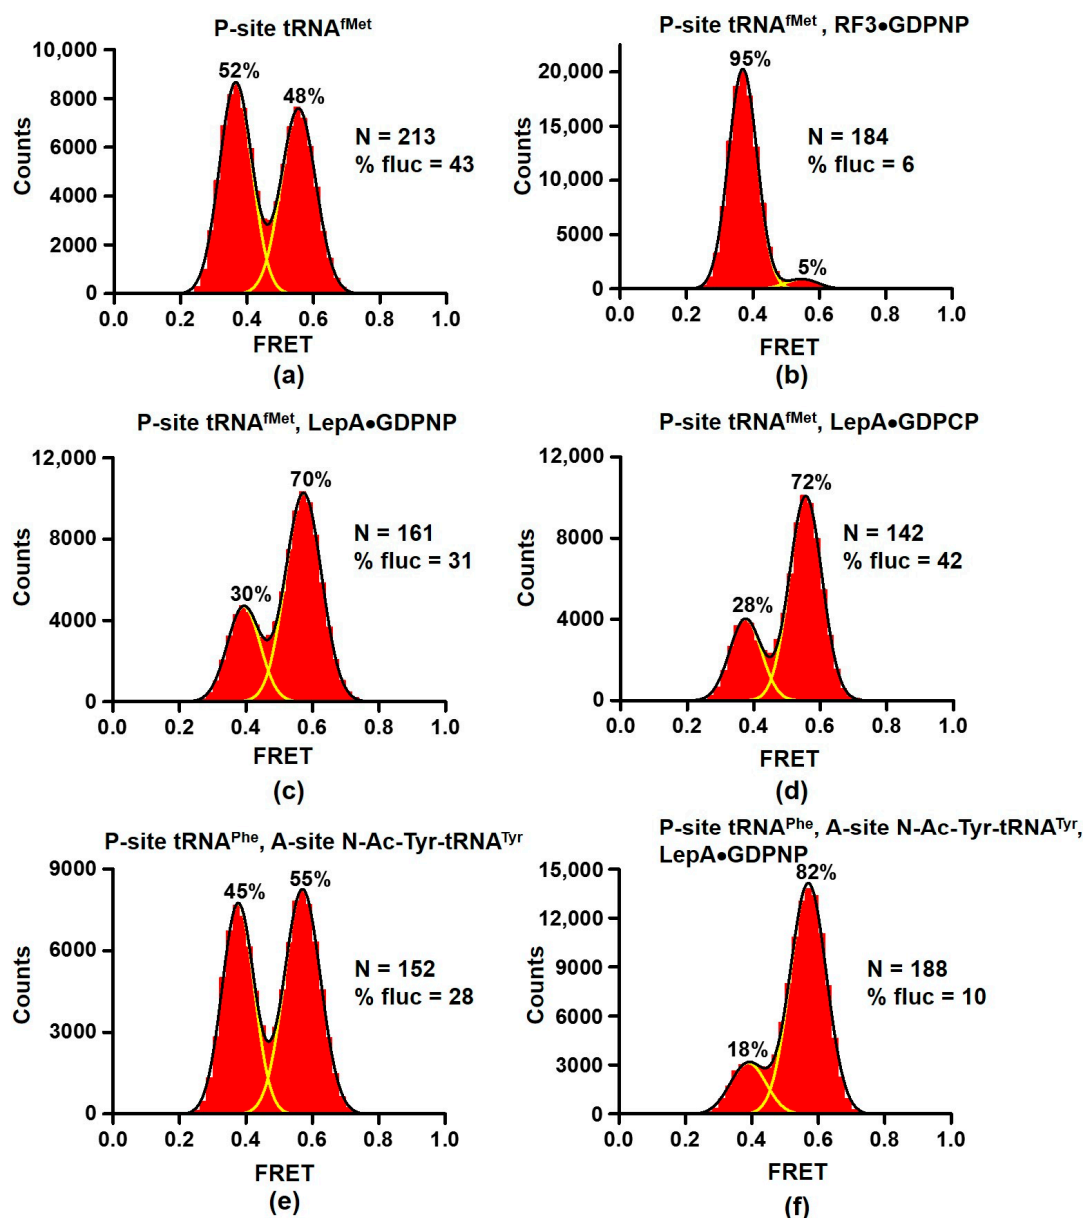 P-site tRNAfMet
10,000
8000
6000
4000
2000
0
Counts
52%
48%
N = 213
% fluc = 43
0.0 0.2 0.4 0.6 0.8 1.0
FRET
(a)
P-site tRNAfMet , RF3●GDPNP
20,000
15,000
10,000
5000
0
Counts
95%
5%
N = 184
% fluc = 6
0.0 0.2 0.4 0.6 0.8 1.0
FRET
(b)
P-site tRNAfMet, LepA●GDPNP
12,000
8000
4000
0
Counts
30%
70%
N = 161
% fluc = 31
0.0 0.2 0.4 0.6 0.8 1.0
FRET
(c)
P-site tRNAfMet, LepA●GDPCP
12,000
8000
4000
0
Counts
28%
72%
N = 142
% fluc = 42
0.0 0.2 0.4 0.6 0.8 1.0
FRET
(d)
P-site tRNAPhe, A-site N-Ac-Tyr-tRNATyr
9000
6000
3000
0
Counts
45%
55%
N = 152
% fluc = 28
0.0 0.2 0.4 0.6 0.8 1.0
FRET
(e)
P-site tRNAPhe, A-site N-Ac-Tyr-tRNATyr,
LepA●GDPNP
15,000
12,000
9000
6000
3000
0
Counts
18%
82%
N = 188
% fluc = 10
0.0 0.2 0.4 0.6 0.8 1.0
FRET
(f)